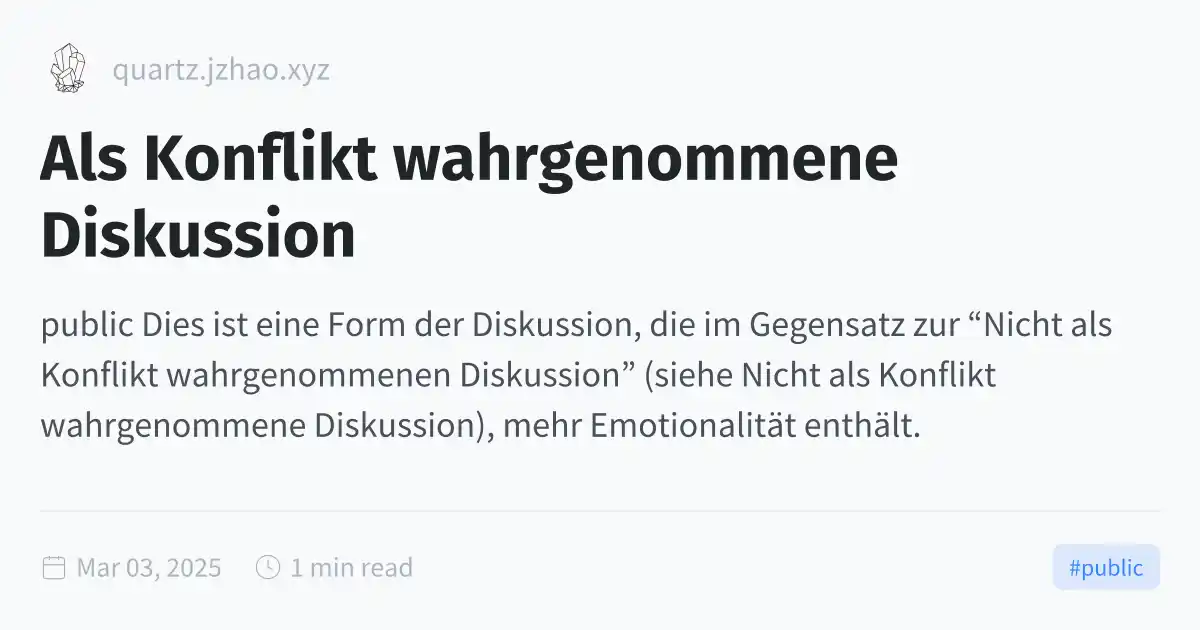 quartz.jzhao.xyz
Als Konflikt wahrgenommene
Diskussion
public Dies ist eine Form der Diskussion, die im Gegensatz zur “Nicht als
Konflikt wahrgenommenen Diskussion” (siehe Nicht als Konflikt
wahrgenommene Diskussion), mehr Emotionalität enthält.
Mar 03, 2025 1 min read #public